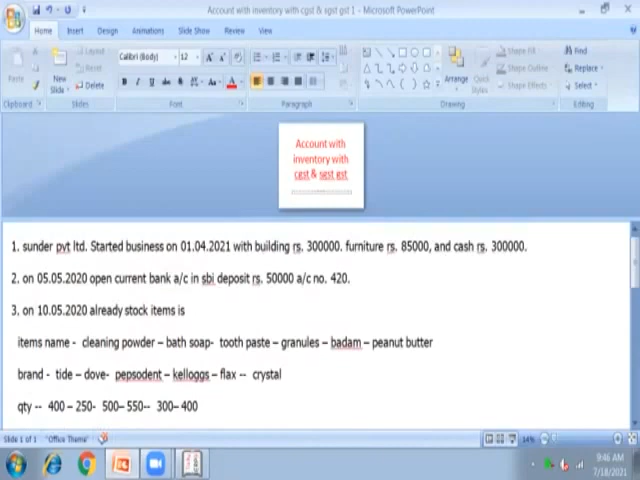 Account with inventory with cgst & sgst gst 1 - Microsoft PowerPoint
Home Insert Design Animations Slide Show Review View
Paste
New Slide
Layout
Reset
Delete
Calibri (Body) 12
Shape Fill
Shape Outline
Shape Effects
Arrange
Quick Styles
Find
Replace
Select
Clipboard Slides Font Paragraph Drawing Editing
Account with
inventory with
cgst & sgst gst
1. sunder pvt ltd. Started business on 01.04.2021 with building rs. 300000. furniture rs. 85000, and cash rs. 300000.
2. on 05.05.2020 open current bank a/c in sbi deposit rs. 50000 a/c no. 420.
3. on 10.05.2020 already stock items is
items name - cleaning powder – bath soap- tooth paste – granules – badam – peanut butter
brand - tide – dove- pepsodent – kelloggs – flax -- crystal
qty -- 400 – 250- 500– 550-- 300– 400
Slide 1 of 1 "Office Theme" 14%
9:46 AM
7/18/2021